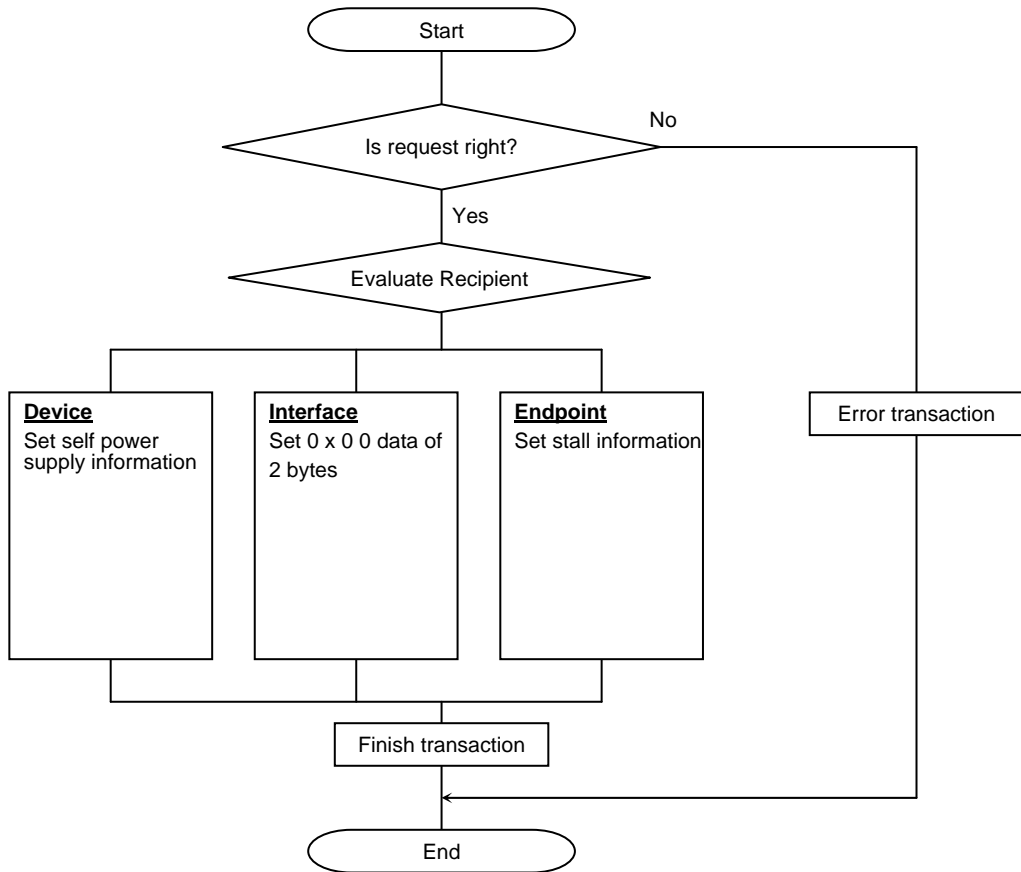 Start
Is request right?
No
Yes
Evaluate Recipient
Device
Set self power
supply information
Interface
Set 0 x 0 0 data of
2 bytes
Endpoint
Set stall information
Error transaction
Finish transaction
End